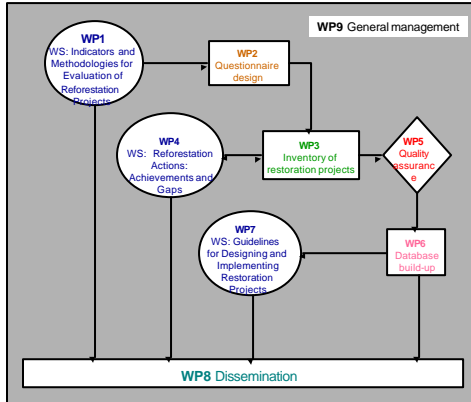 WP9 General management
WP1
WS: Indicators and
Methodologies for
Evaluation of
Reforestation
Projects
WP2
Questionnaire
design
WP4
WS: Reforestation
Actions:
Achievements and
Gaps
WP3
Inventory of
restoration projects
WP5
Quality
assuranc
e
WP7
WS: Guidelines
for Designing and
Implementing
Restoration
Projects
WP6
Database
build-up
WP8 Dissemination